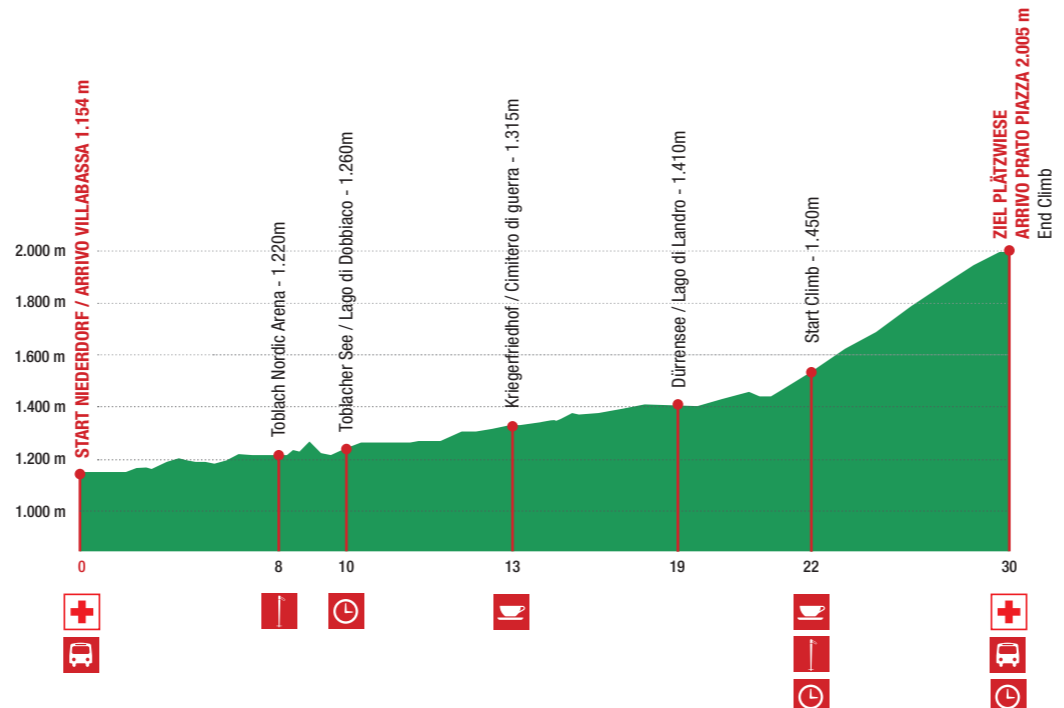 START NIEDERDORF / ARRIVO VILLABASSA 1.154 m
Toblach Nordic Arena - 1.220m
Toblacher See / Lago di Dobbiaco - 1.260m
Kriegerfriedhof / Cimitero di guerra - 1.315m
Dürrensee / Lago di Landro - 1.410m
Start Climb - 1.450m
ZIEL PLÄTZWIESE
ARRIVO PRATO PIAZZA 2.005 m
End Climb
2.000 m
1.800 m
1.600 m
1.400 m
1.200 m
1.000 m
0 8 10 13 19 22 30